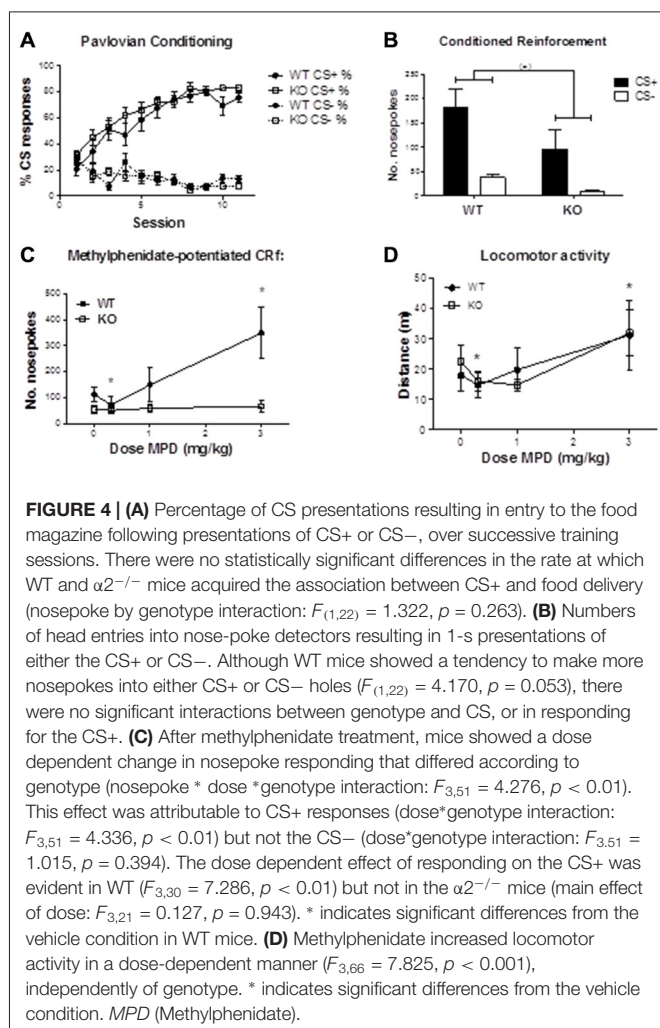 A
Pavlovian Conditioning
% CS responses
100
80
60
40
20
0
0
5
10
Session
WT CS+ %
KO CS+ %
WT CS- %
KO CS- %
B
Conditioned Reinforcement
(+)
CS+
CS-
No. nosepokes
250
200
150
100
50
0
WT
KO
C
Methylphenidate-potentiated CRf:
No. nosepokes
500
400
300
200
100
0
WT
KO
*
*
0
1
2
3
Dose MPD (mg/kg)
D
Locomotor activity
Distance (m)
50
40
30
20
10
0
WT
KO
*
*
0
1
2
3
Dose MPD (mg/kg)
FIGURE 4 | (A) Percentage of CS presentations resulting in entry to the food
magazine following presentations of CS+ or CS−, over successive training
sessions. There were no statistically significant differences in the rate at which
WT and α2−/− mice acquired the association between CS+ and food delivery
(nosepoke by genotype interaction: F(1,22) = 1.322, p = 0.263). (B) Numbers
of head entries into nose-poke detectors resulting in 1-s presentations of
either the CS+ or CS−. Although WT mice showed a tendency to make more
nosepokes into either CS+ or CS− holes (F(1,22) = 4.170, p = 0.053), there
were no significant interactions between genotype and CS, or in responding
for the CS+. (C) After methylphenidate treatment, mice showed a dose
dependent change in nosepoke responding that differed according to
genotype (nosepoke * dose *genotype interaction: F3,51 = 4.276, p < 0.01).
This effect was attributable to CS+ responses (dose*genotype interaction:
F3,51 = 4.336, p < 0.01) but not the CS− (dose*genotype interaction: F3.51 =
1.015, p = 0.394). The dose dependent effect of responding on the CS+ was
evident in WT (F3,30 = 7.286, p < 0.01) but not in the α2−/− mice (main
effect of dose: F3,21 = 0.127, p = 0.943). * indicates significant differences from the
vehicle condition in WT mice. (D) Methylphenidate increased locomotor
activity in a dose-dependent manner (F3,66 = 7.825, p < 0.001),
independently of genotype. * indicates significant differences from the vehicle
condition. MPD (Methylphenidate).